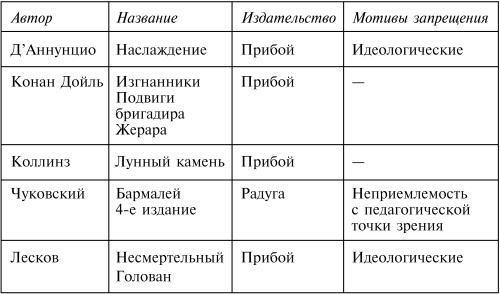 Автор Название Издательство Мотивы запрещения
Д’Аннунцио Наслаждение Прибой Идеологические
Конан Дойль Изгнанники Прибой —
Подвиги
бригадира
Жерара
Коллинз Лунный камень Прибой —
Чуковский Бармалей Радуга Неприемлемость
4-е издание с педагогической
точки зрения
Лесков Несмертельный Прибой Идеологические
Голован